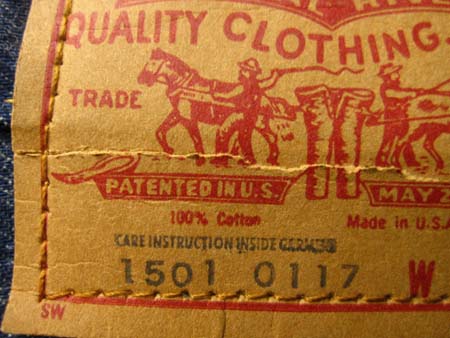 QUALITY CLOTHING
TRADE
PATENTED IN U.S. MAY 2
100% Cotton Made in U.S.A
CARE INSTRUCTION INSIDE GARMENT
1501 0117 W
SW